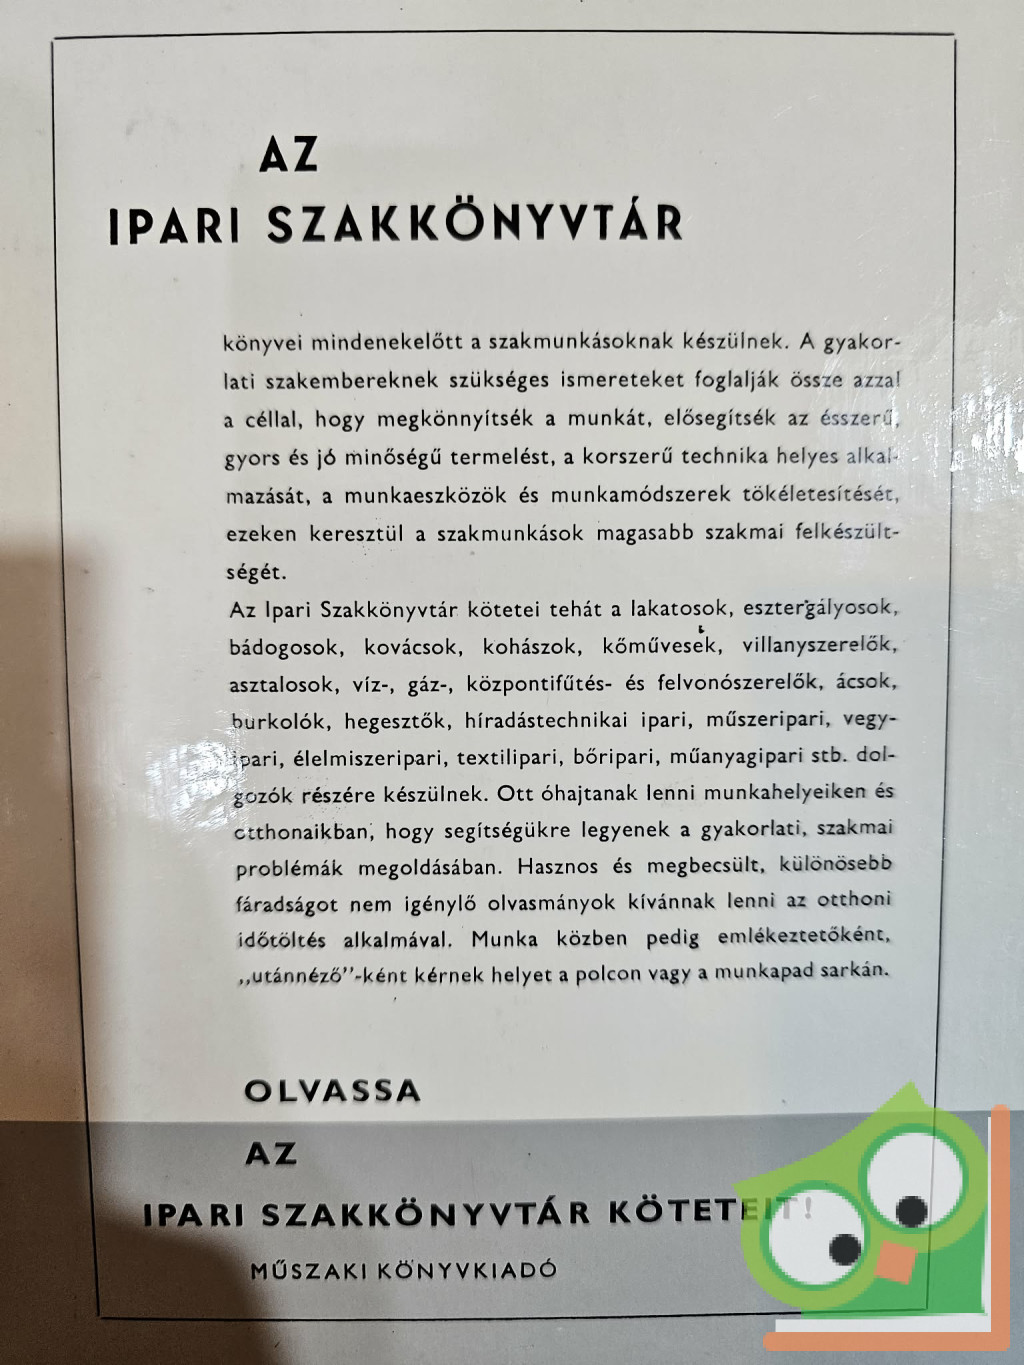 AZ
IPARI SZAKKÖNYVTÁR
könyvei mindenekelőtt a szakmunkásoknak készülnek. A gyakor-
lati szakembereknek szükséges ismereteket foglalják össze azzal
a céllal, hogy megkönnyítsék a munkát, elősegítsék az ésszerű,
gyors és jó minőségű termelést, a korszerű technika helyes alkal-
mazását, a munkaeszközök és munkamódszerek tökéletesítését,
ezeken keresztül a szakmunkások magasabb szakmai felkészült-
ségét.
Az Ipari Szakkönyvtár kötetei tehát a lakatosok, esztergályosok,
bádogosok, kovácsok, kohászok, kőművesek, villanyszerelők,
asztalosok, víz-, gáz-, központifűtés- és felvonószerelők, ácsok,
burkolók, hegesztők, híradástechnikai ipari, műszeripari, vegy-
ipari, élelmiszeripari, textilipari, bőripari, műanyagipari stb. dol-
gozók részére készülnek. Ott óhajtanak lenni munkahelyeiken és
otthonaikban, hogy segítségükre legyenek a gyakorlati, szakmai
problémák megoldásában. Hasznos és megbecsült, különösebb
fáradságot nem igénylő olvasmányok kívánnak lenni az otthoni
időtöltés alkalmával. Munka közben pedig emlékeztetőként,
„utánnéző”-ként kérnek helyet a polcon vagy a munkapad sarkán.
OLVASSA
AZ
IPARI SZAKKÖNYVTÁR KÖTETEIT!
MŰSZAKI KÖNYVKIADÓ